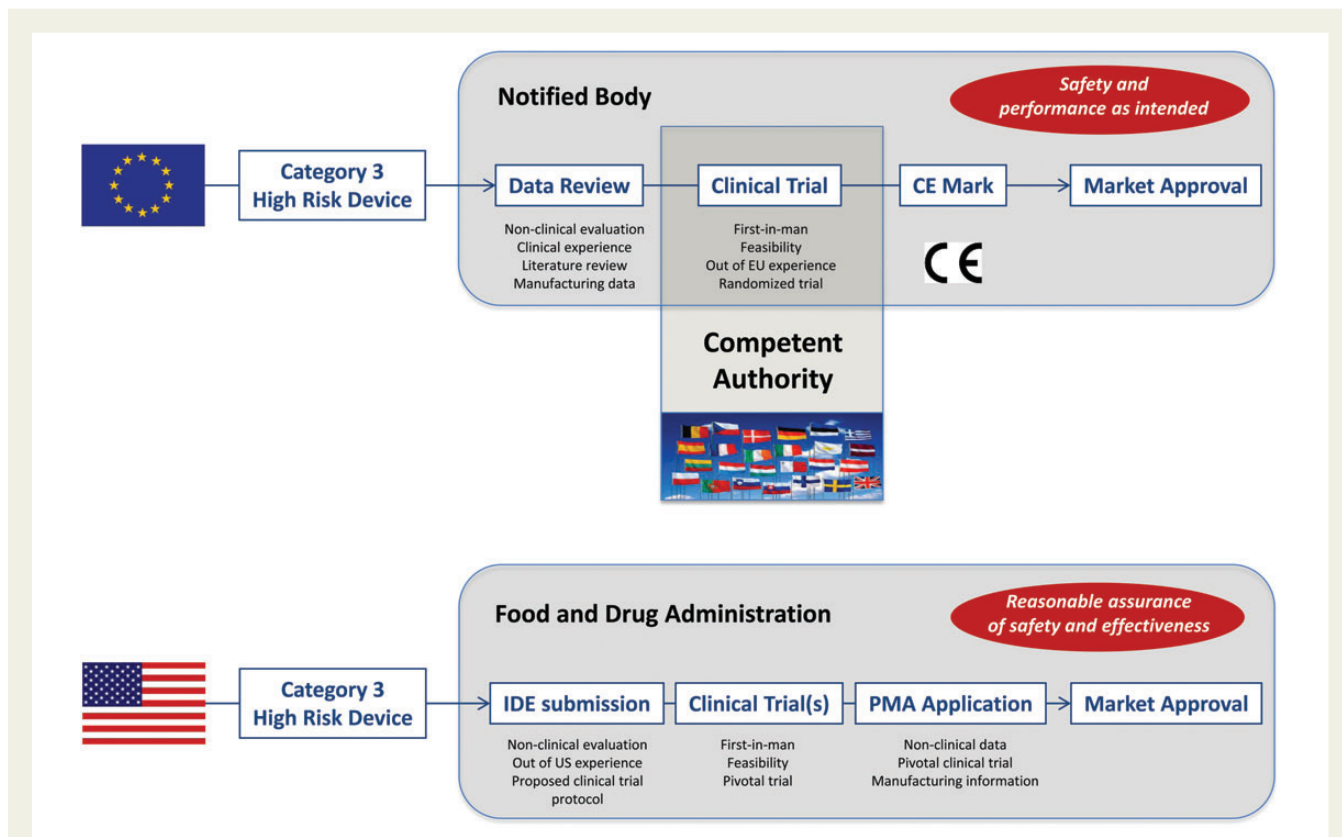 Notified Body
Safety and
performance as intended
Category 3
High Risk Device
Data Review
Clinical Trial
CE Mark
Market Approval
Non-clinical evaluation
Clinical experience
Literature review
Manufacturing data
First-in-man
Feasibility
Out of EU experience
Randomized trial
CE
Competent
Authority
Food and Drug Administration
Reasonable assurance
of safety and effectiveness
Category 3
High Risk Device
IDE submission
Clinical Trial(s)
PMA Application
Market Approval
Non-clinical evaluation
Out of US experience
Proposed clinical trial
protocol
First-in-man
Feasibility
Pivotal trial
Non-clinical data
Pivotal clinical trial
Manufacturing information